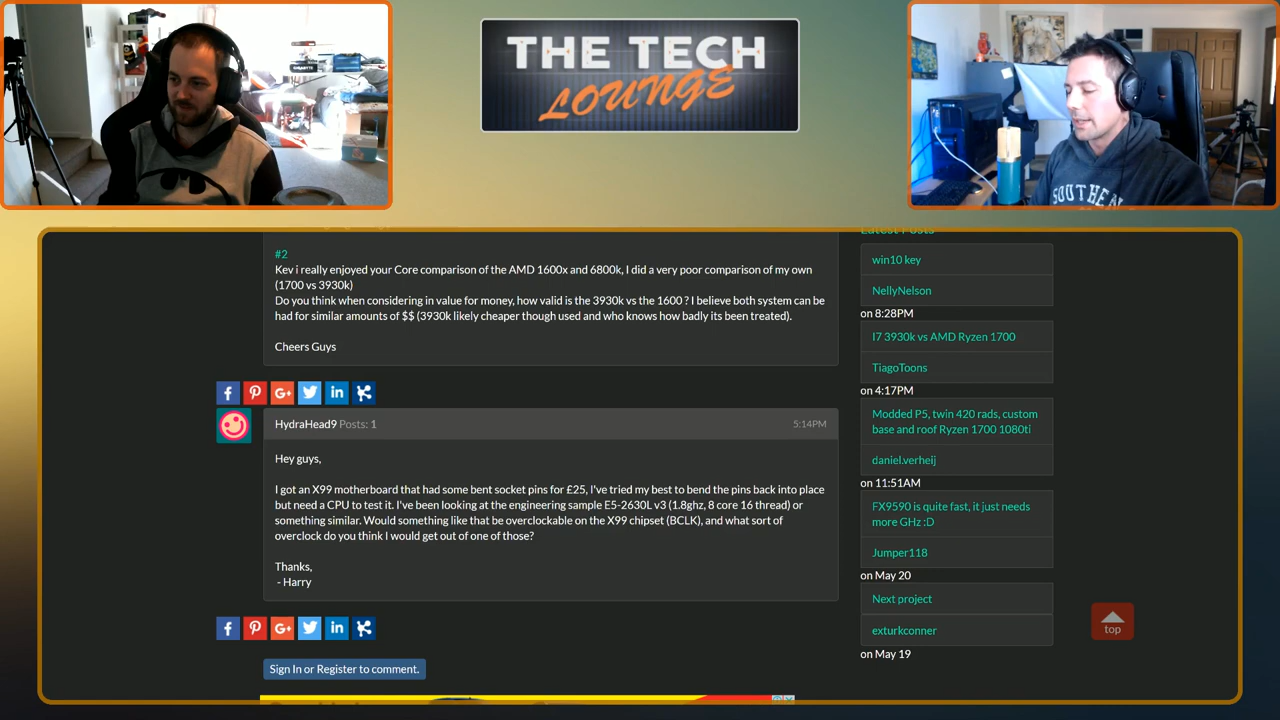 THE TECH
LOUNGE
SOUTHE
#2
Kev i really enjoyed your Core comparison of the AMD 1600x and 6800k, I did a very poor comparison of my own
(1700 vs 3930k)
Do you think when considering in value for money, how valid is the 3930k vs the 1600 ? I believe both system can be
had for similar amounts of $$ (3930k likely cheaper though used and who knows how badly its been treated).
Cheers Guys
HydraHead9 Posts: 1
5:14PM
Hey guys,
I got an X99 motherboard that had some bent socket pins for £25, I've tried my best to bend the pins back into place
but need a CPU to test it. I've been looking at the engineering sample E5-2630L v3 (1.8ghz, 8 core 16 thread) or
something similar. Would something like that be overclockable on the X99 chipset (BCLK), and what sort of
overclock do you think I would get out of one of those?
Thanks,
- Harry
Sign In or Register to comment.
Latest Posts
win10 key
NellyNelson
on 8:28PM
I7 3930k vs AMD Ryzen 1700
TiagoToons
on 4:17PM
Modded P5, twin 420 rads, custom
base and roof Ryzen 1700 1080ti
daniel.verheij
on 11:51AM
FX9590 is quite fast, it just needs
more GHz :D
Jumper118
on May 20
Next project
exturkconner
on May 19
top